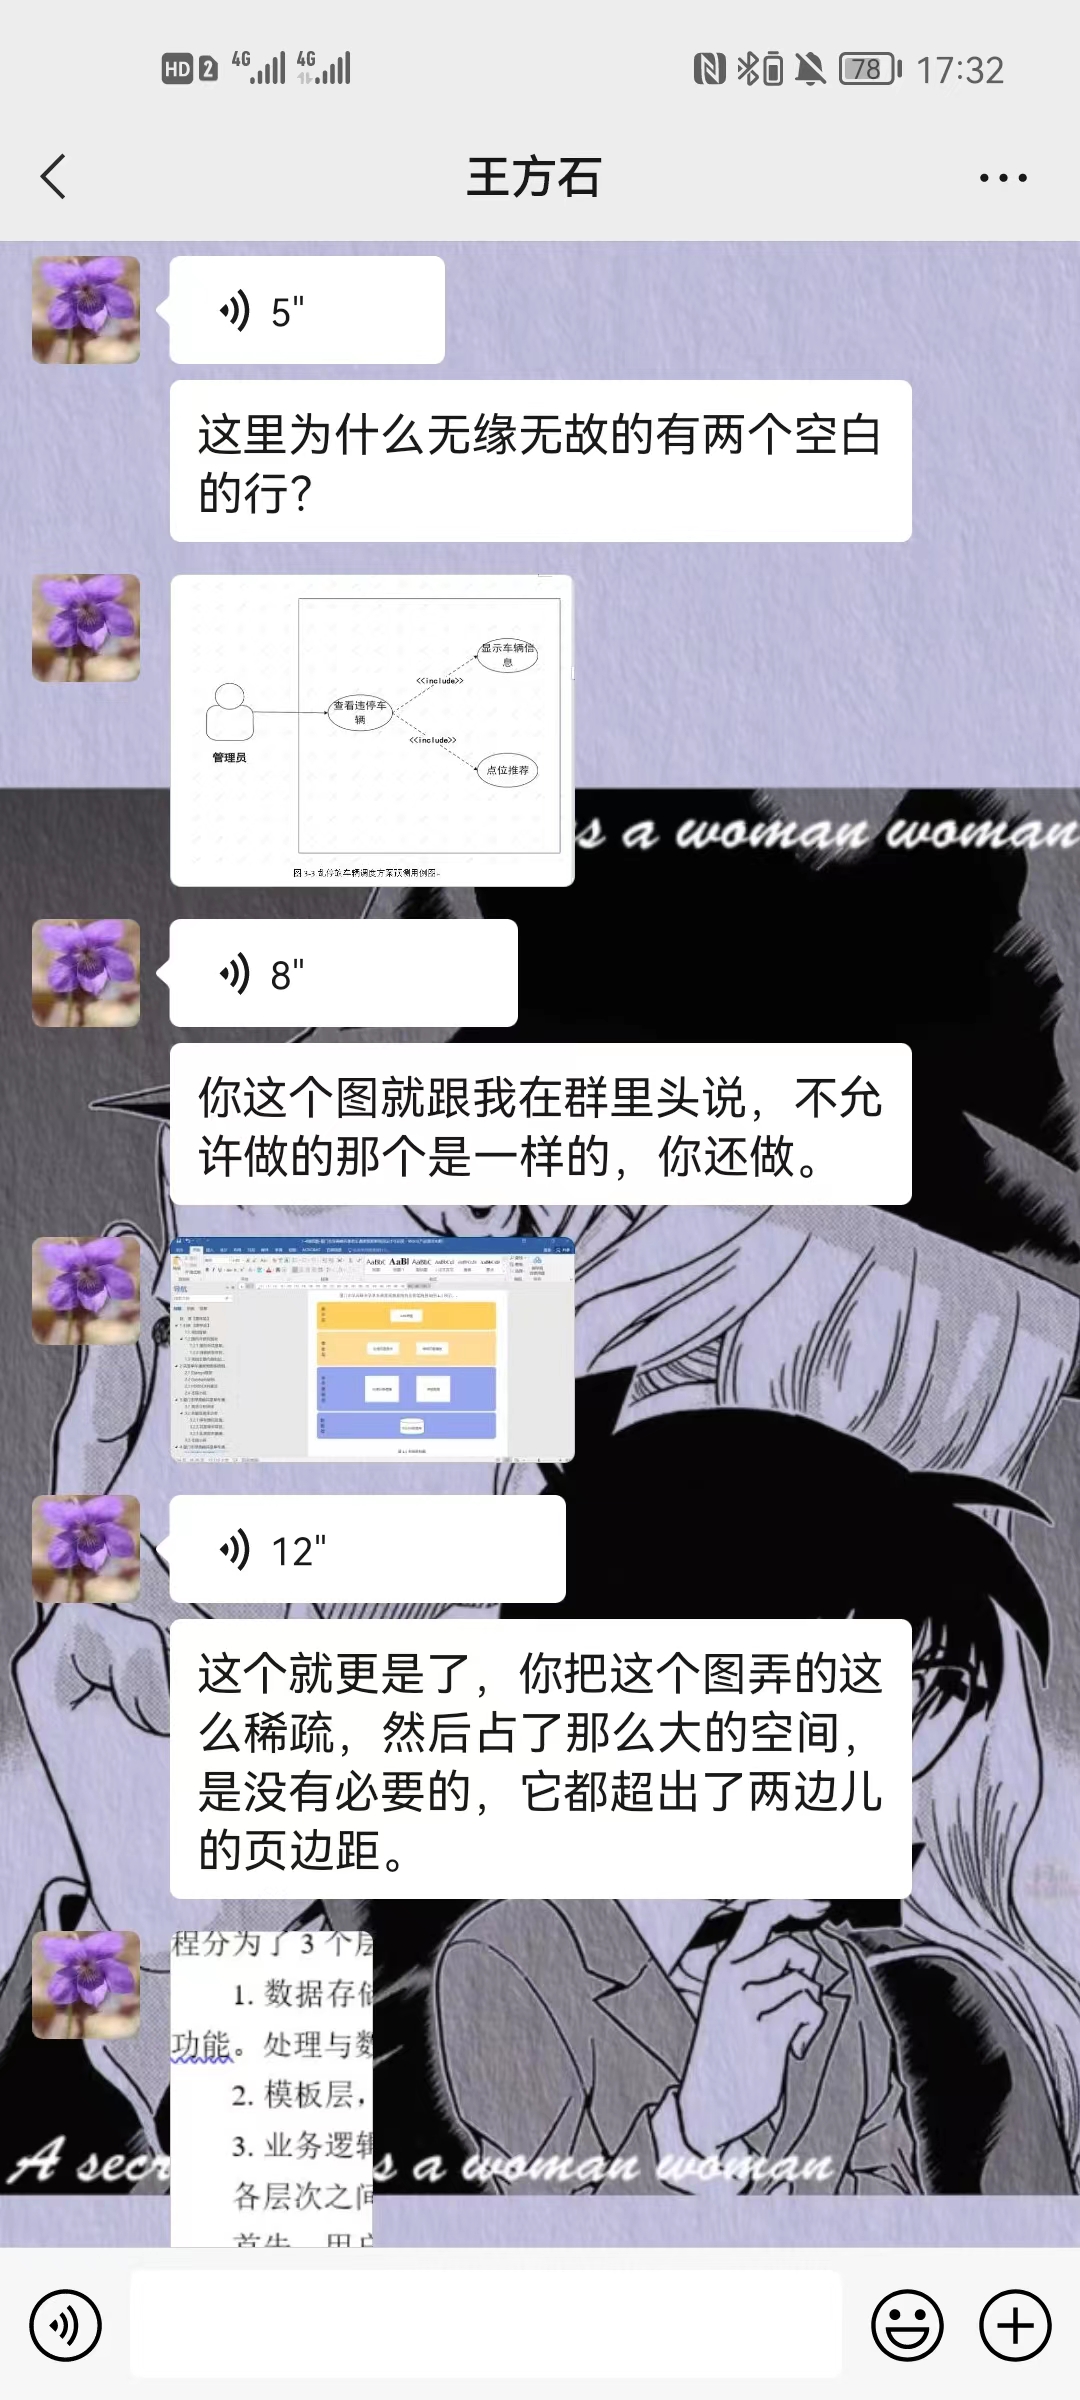 HD 2 4G 4G 78 17:32
王方石
5"
这里为什么无缘无故的有两个空白
的行?
显示车辆信
息
<<include>>
查看违停车
辆
<<include>>
管理员
点位推荐
s a woman woman
8"
你这个图就跟我在群里头说，不允
许做的那个是一样的，你还做。
导航
12"
这个就更是了，你把这个图弄的这
么稀疏，然后占了那么大的空间，
是没有必要的，它都超出了两边儿
的页边距。
程分为了 3 个层
1. 数据存储
功能。处理与数
2. 模板层，
3. 业务逻辑
各层次之间
首先，用户
A secr s a woman woman